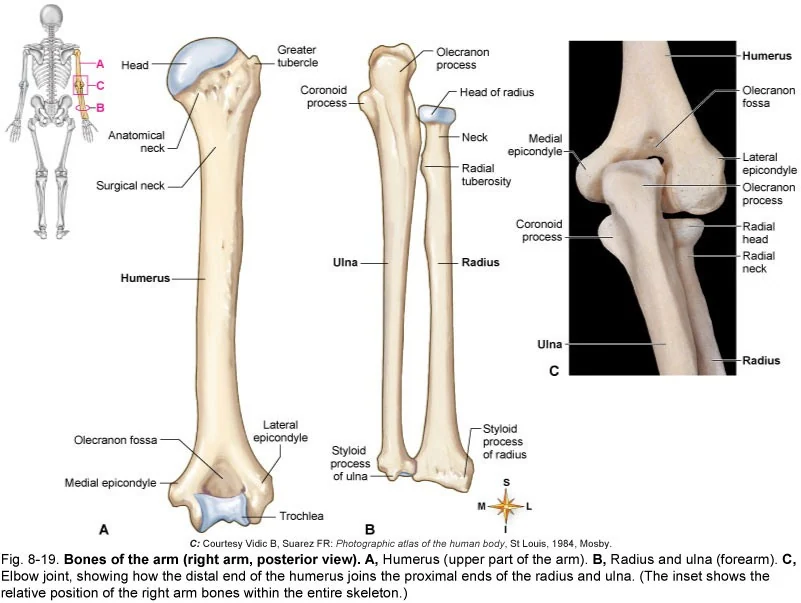 A
C
B
Head
Greater
tubercle
Anatomical
neck
Surgical neck
Humerus
Olecranon fossa
Lateral
epicondyle
Medial epicondyle
Trochlea
A
Olecranon
process
Coronoid
process
Head of radius
Neck
Radial
tuberosity
Ulna
Radius
Styloid
process
of ulna
Styloid
process
of radius
B
S
M
L
I
Humerus
Olecranon
fossa
Medial
epicondyle
Lateral
epicondyle
Olecranon
process
Coronoid
process
Radial
head
Radial
neck
Ulna
Radius
C
C: Courtesy Vidic B, Suarez FR: Photographic atlas of the human body, St Louis, 1984, Mosby.
Fig. 8-19. Bones of the arm (right arm, posterior view). A, Humerus (upper part of the arm). B, Radius and ulna (forearm). C,
Elbow joint, showing how the distal end of the humerus joins the proximal ends of the radius and ulna. (The inset shows the
relative position of the right arm bones within the entire skeleton.)